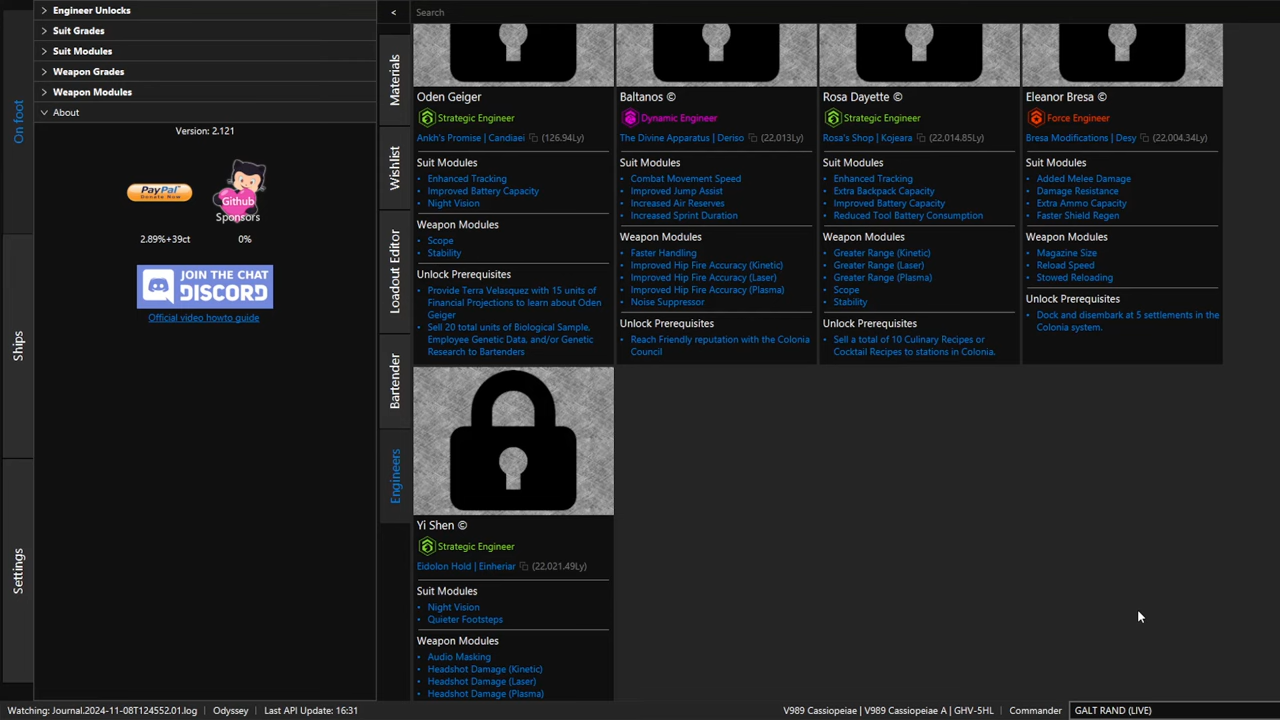 Engineer Unlocks
Suit Grades
Suit Modules
Weapon Grades
Weapon Modules
About
Version: 2.121
PayPal
Donate Now
Github
Sponsors
2.89%+39ct
0%
JOIN THE CHAT
DISCORD
Official video howto guide
On foot
Ships
Settings
<
Materials
Wishlist
Loadout Editor
Bartender
Engineers
Search
Oden Geiger
Strategic Engineer
Ankh's Promise | Candiaei (126.94Ly)
Suit Modules
• Enhanced Tracking
• Improved Battery Capacity
• Night Vision
Weapon Modules
• Scope
• Stability
Unlock Prerequisites
• Provide Terra Velasquez with 15 units of
Financial Projections to learn about Oden
Geiger
• Sell 20 total units of Biological Sample,
Employee Genetic Data, and/or Genetic
Research to Bartenders
Baltanos ©
Dynamic Engineer
The Divine Apparatus | Deriso (22,013Ly)
Suit Modules
• Combat Movement Speed
• Improved Jump Assist
• Increased Air Reserves
• Increased Sprint Duration
Weapon Modules
• Faster Handling
• Improved Hip Fire Accuracy (Kinetic)
• Improved Hip Fire Accuracy (Laser)
• Improved Hip Fire Accuracy (Plasma)
• Noise Suppressor
Unlock Prerequisites
• Reach Friendly reputation with the Colonia
Council
Rosa Dayette ©
Strategic Engineer
Rosa's Shop | Kojeara (22,014.85Ly)
Suit Modules
• Enhanced Tracking
• Extra Backpack Capacity
• Improved Battery Capacity
• Reduced Tool Battery Consumption
Weapon Modules
• Greater Range (Kinetic)
• Greater Range (Laser)
• Greater Range (Plasma)
• Scope
• Stability
Unlock Prerequisites
• Sell a total of 10 Culinary Recipes or
Cocktail Recipes to stations in Colonia.
Eleanor Bresa ©
Force Engineer
Bresa Modifications | Desy (22,004.34Ly)
Suit Modules
• Added Melee Damage
• Damage Resistance
• Extra Ammo Capacity
• Faster Shield Regen
Weapon Modules
• Magazine Size
• Reload Speed
• Stowed Reloading
Unlock Prerequisites
• Dock and disembark at 5 settlements in the
Colonia system.
Yi Shen ©
Strategic Engineer
Eidolon Hold | Einheriar (22,021.49Ly)
Suit Modules
• Night Vision
• Quieter Footsteps
Weapon Modules
• Audio Masking
• Headshot Damage (Kinetic)
• Headshot Damage (Laser)
• Headshot Damage (Plasma)
Watching: Journal.2024-11-08T124552.01.log | Odyssey | Last API Update: 16:31
V989 Cassiopeiae | V989 Cassiopeiae A | GHV-5HL | Commander GALT RAND (LIVE)